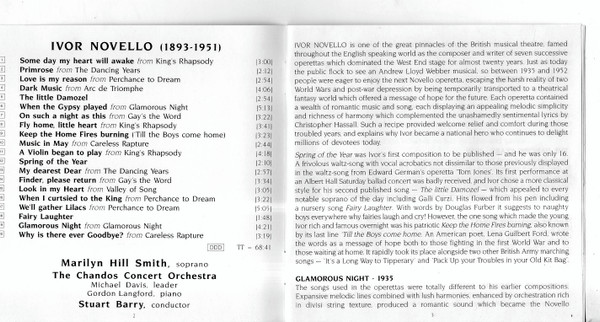 IVOR NOVELLO (1893-1951)
Some day my heart will awake from King's Rhapsody [3:00]
Primrose from The Dancing Years [2:12]
Love is my reason from Perchance to Dream [2:54]
Dark Music from Arc de Triomphe [4:06]
The little Damozel [2:54]
When the Gypsy played from Glamorous Night [5:13]
On such a night as this from Gay's the Word [3:22]
Fly home, little heart from King's Rhapsody [3:41]
Keep the Home Fires burning ('Till the Boys come home) [3:23]
Music in May from Careless Rapture [2:44]
A Violin began to play from King's Rhapsody [4:18]
Spring of the Year [2:30]
My dearest Dear from The Dancing Years [2:57]
Finder, please return from Gay's the Word [3:34]
Look in my Heart from Valley of Song [3:05]
When I curtsied to the King from Perchance to Dream [3:22]
We'll gather Lilacs from Perchance to Dream [5:05]
Fairy Laughter [1:48]
Glamorous Night from Glamorous Night [4:21]
Why is there ever Goodbye? from Careless Rapture [3:19]
DDD TT = 68:41
Marilyn Hill Smith, soprano
The Chandos Concert Orchestra
Michael Davis, leader
Gordon Langford, piano
Stuart Barry, conductor
2
IVOR NOVELLO is one of the great pinnacles of the British musical theatre, famed
throughout the English speaking world as the composer and writer of seven successive
operettas which dominated the West End stage for almost twenty years. Just as today
the public flock to see an Andrew Lloyd Webber musical, so between 1935 and 1952
people were eager to enjoy the next Novello operetta, escaping the harsh reality of two
World Wars and post-war depression by being temporarily transported to a theatrical
fantasy world which offered a message of hope for the future. Each operetta contained
a wealth of romantic music and song, each displaying an appealing melodic simplicity
and richness of harmony which complemented the unashamedly sentimental lyrics by
Christopher Hassall. Such a recipe provided welcome relief and comfort during those
troubled years, and explains why Ivor became a national hero who continues to delight
millions of devotees today.
Spring of the Year was Ivor's first composition to be published — and he was only 16.
A frivolous waltz-song with vocal acrobatics not dissimilar to those previously displayed
in the waltz-song from Edward German's operetta 'Tom Jones'. Its first performance at
an Albert Hall Saturday ballad concert was badly received, and Ivor chose a more classical
style for his second published song — The little Damozel — which appealed to every
notable soprano of the day including Galli Curzi. Hits flowed from his pen including
a nursery song Fairy Laughter. With words by Douglas Furber it suggests to naughty
boys everywhere why fairies laugh and cry! However, the one song which made the young
Ivor rich and famous overnight was his patriotic Keep the Home Fires burning, also known
by its last line 'Till the Boys come home. An American poet, Lena Guilbert Ford, wrote
the words as a message of hope both to those fighting in the first World War and to
those waiting at home. It rapidly took its place alongside two other British Army marching
songs — 'It's a Long Way to Tipperary' and 'Pack Up your Troubles in your Old Kit Bag'.
GLAMOROUS NIGHT - 1935
The songs used in the operettas were totally different to his earlier compositions.
Expansive melodic lines combined with lush harmonies, enhanced by orchestration rich
in divisi string texture, produced a romantic sound which became the Novello
3